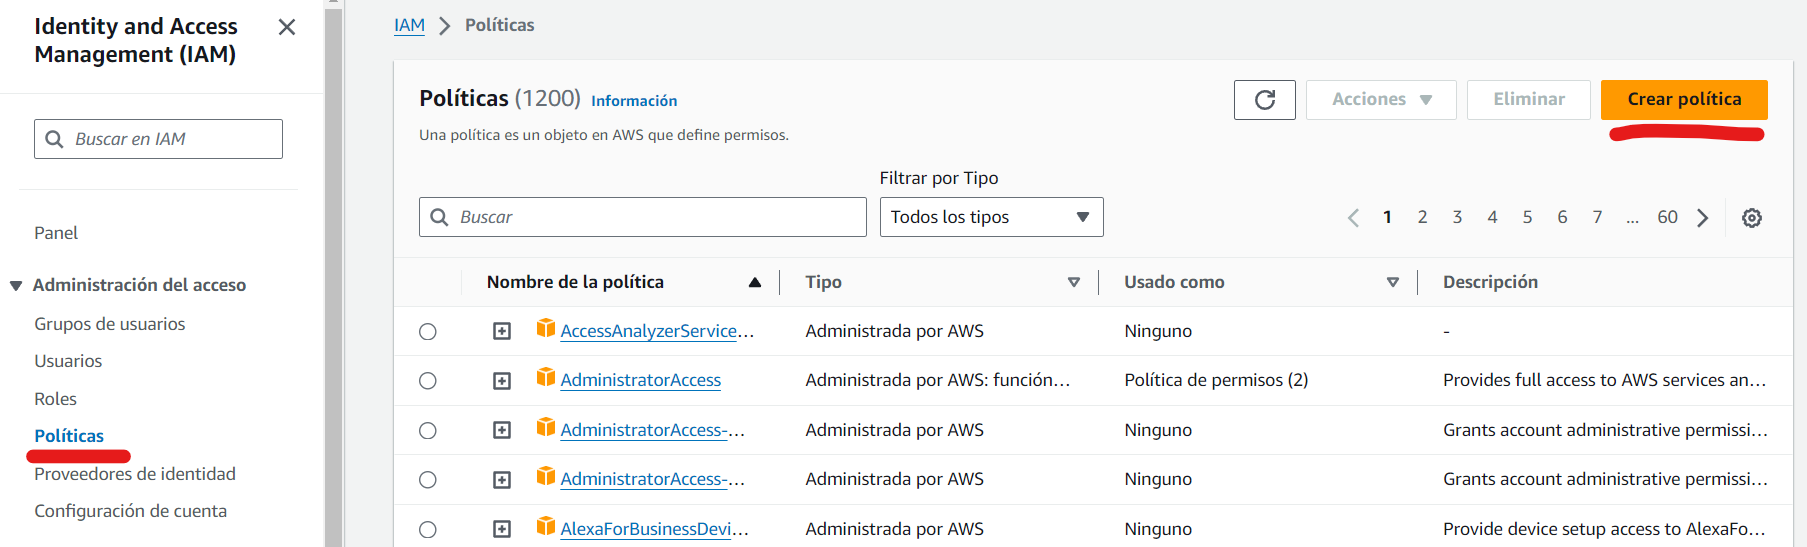 Identity and Access
Management (IAM)
Buscar en IAM
Panel
Administración del acceso
Grupos de usuarios
Usuarios
Roles
Políticas
Proveedores de identidad
Configuración de cuenta
IAM > Políticas
Políticas (1200) Información
Acciones Eliminar Crear política
Una política es un objeto en AWS que define permisos.
Filtrar por Tipo
Buscar Todos los tipos 1 2 3 4 5 6 7 ... 60
Nombre de la política Tipo Usado como Descripción
AccessAnalyzerService... Administrada por AWS Ninguno -
AdministratorAccess Administrada por AWS: función... Política de permisos (2) Provides full access to AWS services an...
AdministratorAccess-... Administrada por AWS Ninguno Grants account administrative permissi...
AdministratorAccess-... Administrada por AWS Ninguno Grants account administrative permissi...
AlexaForBusinessDevi... Administrada por AWS Ninguno Provide device setup access to AlexaFo...